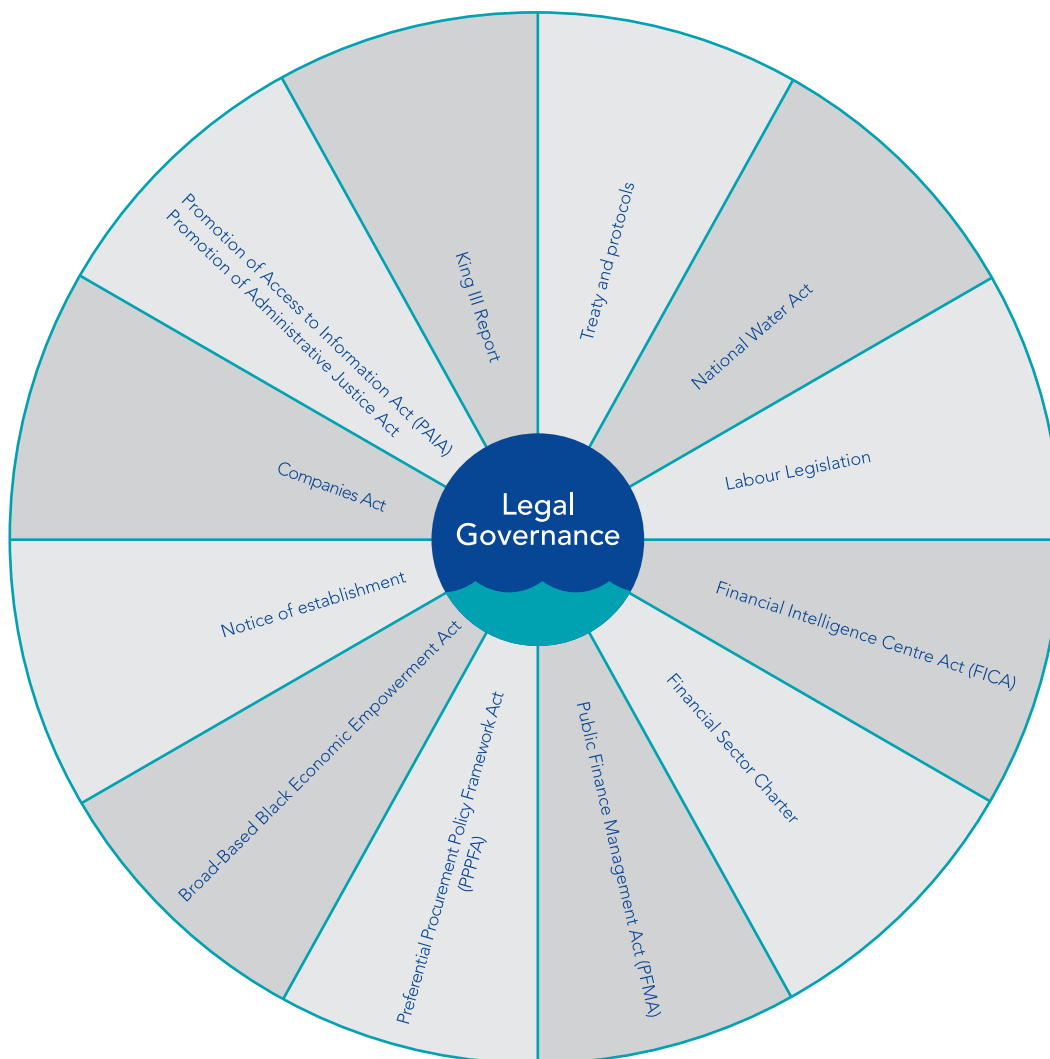 Legal
Governance
Treaty and protocols
National Water Act
Labour Legislation
Financial Intelligence Centre Act (FICA)
Financial Sector Charter
Public Finance Management Act (PFMA)
Preferential Procurement Policy Framework Act
(PPPFA)
Broad-Based Black Economic Empowerment Act
Notice of establishment
Companies Act
Promotion of Access to Information Act (PAIA)
Promotion of Administrative Justice Act
King III Report